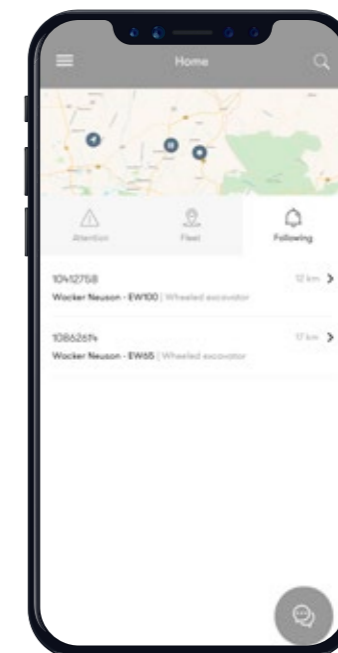 Home
Attention
Fleet
Following
10412758
12 km
Wacker Neuson - EW100 | Wheeled excavator
10862614
17 km
Wacker Neuson - EW65 | Wheeled excavator